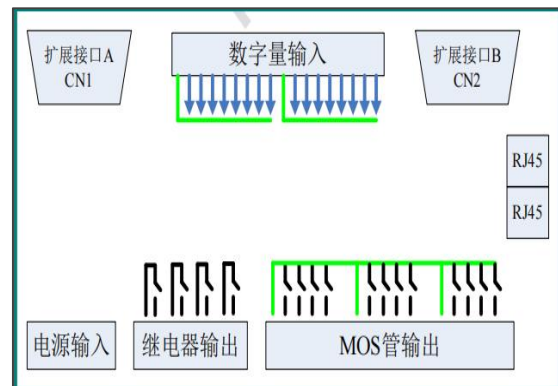 扩展接口A
CN1
数字量输入
扩展接口B
CN2
RJ45
RJ45
电源输入
继电器输出
MOS管输出